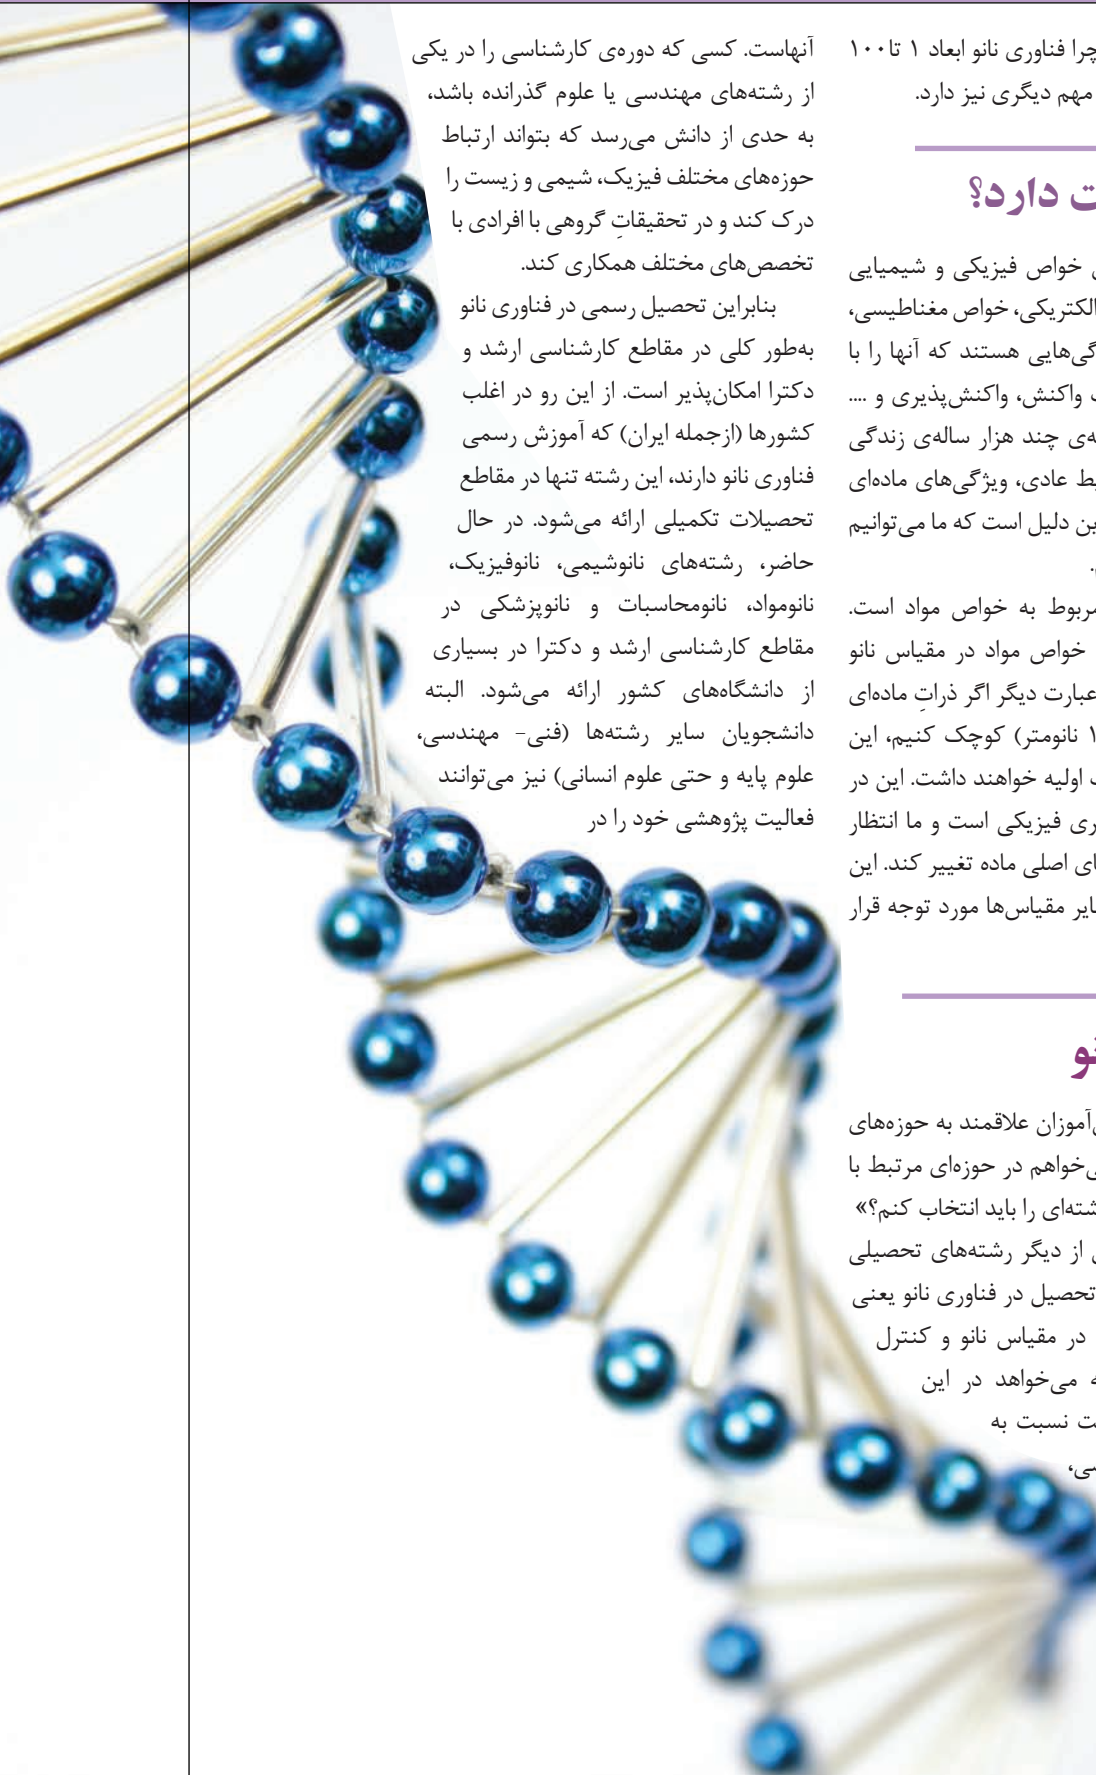 چرا فناوری نانو ابعاد ۱ تا ۱۰۰
مهم دیگری نیز دارد.
ت دارد؟
خواص فیزیکی و شیمیایی
الکتریکی، خواص مغناطیسی،
گی‌هایی هستند که آنها را با
واکنش، واکنش‌پذیری و ....
ه‌ی چند هزار ساله‌ی زندگی
یط عادی، ویژگی‌های ماده‌ای
ین دلیل است که ما می‌توانیم
مربوط به خواص مواد است.
خواص مواد در مقیاس نانو
عبارت دیگر اگر ذراتِ ماده‌ای
نانومتر) کوچک کنیم، این
اولیه خواهند داشت. این در
ری فیزیکی است و ما انتظار
ای اصلی ماده تغییر کند. این
ایر مقیاس‌ها مورد توجه قرار
نو
آموزان علاقمند به حوزه‌های
ی‌خواهم در حوزه‌ای مرتبط با
شته‌ای را باید انتخاب کنم؟»
از دیگر رشته‌های تحصیلی
تحصیل در فناوری نانو یعنی
در مقیاس نانو و کنترل
ه می‌خواهد در این
ت نسبت به
سی،
آنهاست. کسی که دوره‌ی کارشناسی را در یکی
از رشته‌های مهندسی یا علوم گذرانده باشد،
به حدی از دانش می‌رسد که بتواند ارتباط
حوزه‌های مختلف فیزیک، شیمی و زیست را
درک کند و در تحقیقاتِ گروهی با افرادی با
تخصص‌های مختلف همکاری کند.
بنابراین تحصیل رسمی در فناوری نانو
به‌طور کلی در مقاطع کارشناسی ارشد و
دکترا امکان‌پذیر است. از این رو در اغلب
کشورها (ازجمله ایران) که آموزش رسمی
فناوری نانو دارند، این رشته تنها در مقاطع
تحصیلات تکمیلی ارائه می‌شود. در حال
حاضر، رشته‌های نانوشیمی، نانوفیزیک،
نانومواد، نانومحاسبات و نانوپزشکی در
مقاطع کارشناسی ارشد و دکترا در بسیاری
از دانشگاه‌های کشور ارائه می‌شود. البته
دانشجویان سایر رشته‌ها (فنی- مهندسی،
علوم پایه و حتی علوم انسانی) نیز می‌توانند
فعالیت پژوهشی خود را در